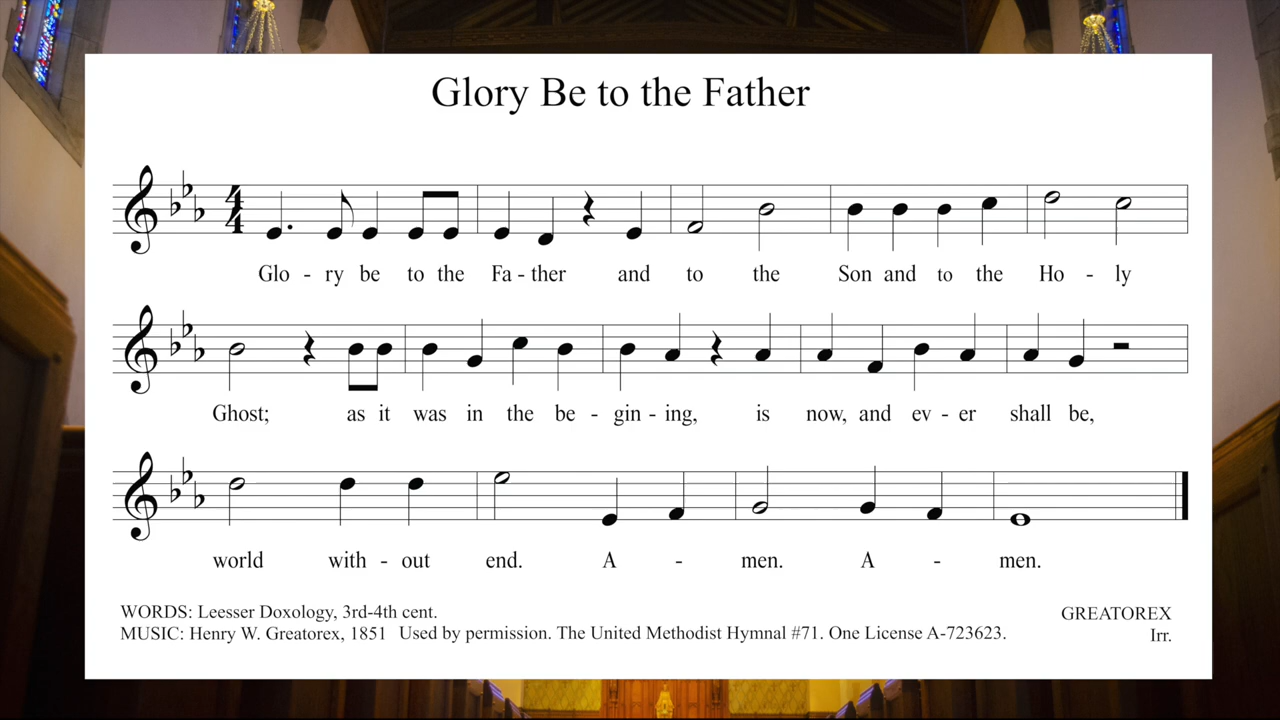 Glory Be to the Father
Glo - ry be to the Fa - ther and to the Son and to the Ho - ly
Ghost; as it was in the be - gin - ing, is now, and ev - er shall be,
world with - out end. A - men. A - men.
WORDS: Leesser Doxology, 3rd-4th cent.
GREATOREX
MUSIC: Henry W. Greatorex, 1851 Used by permission. The United Methodist Hymnal #71. One License A-723623.
Irr.